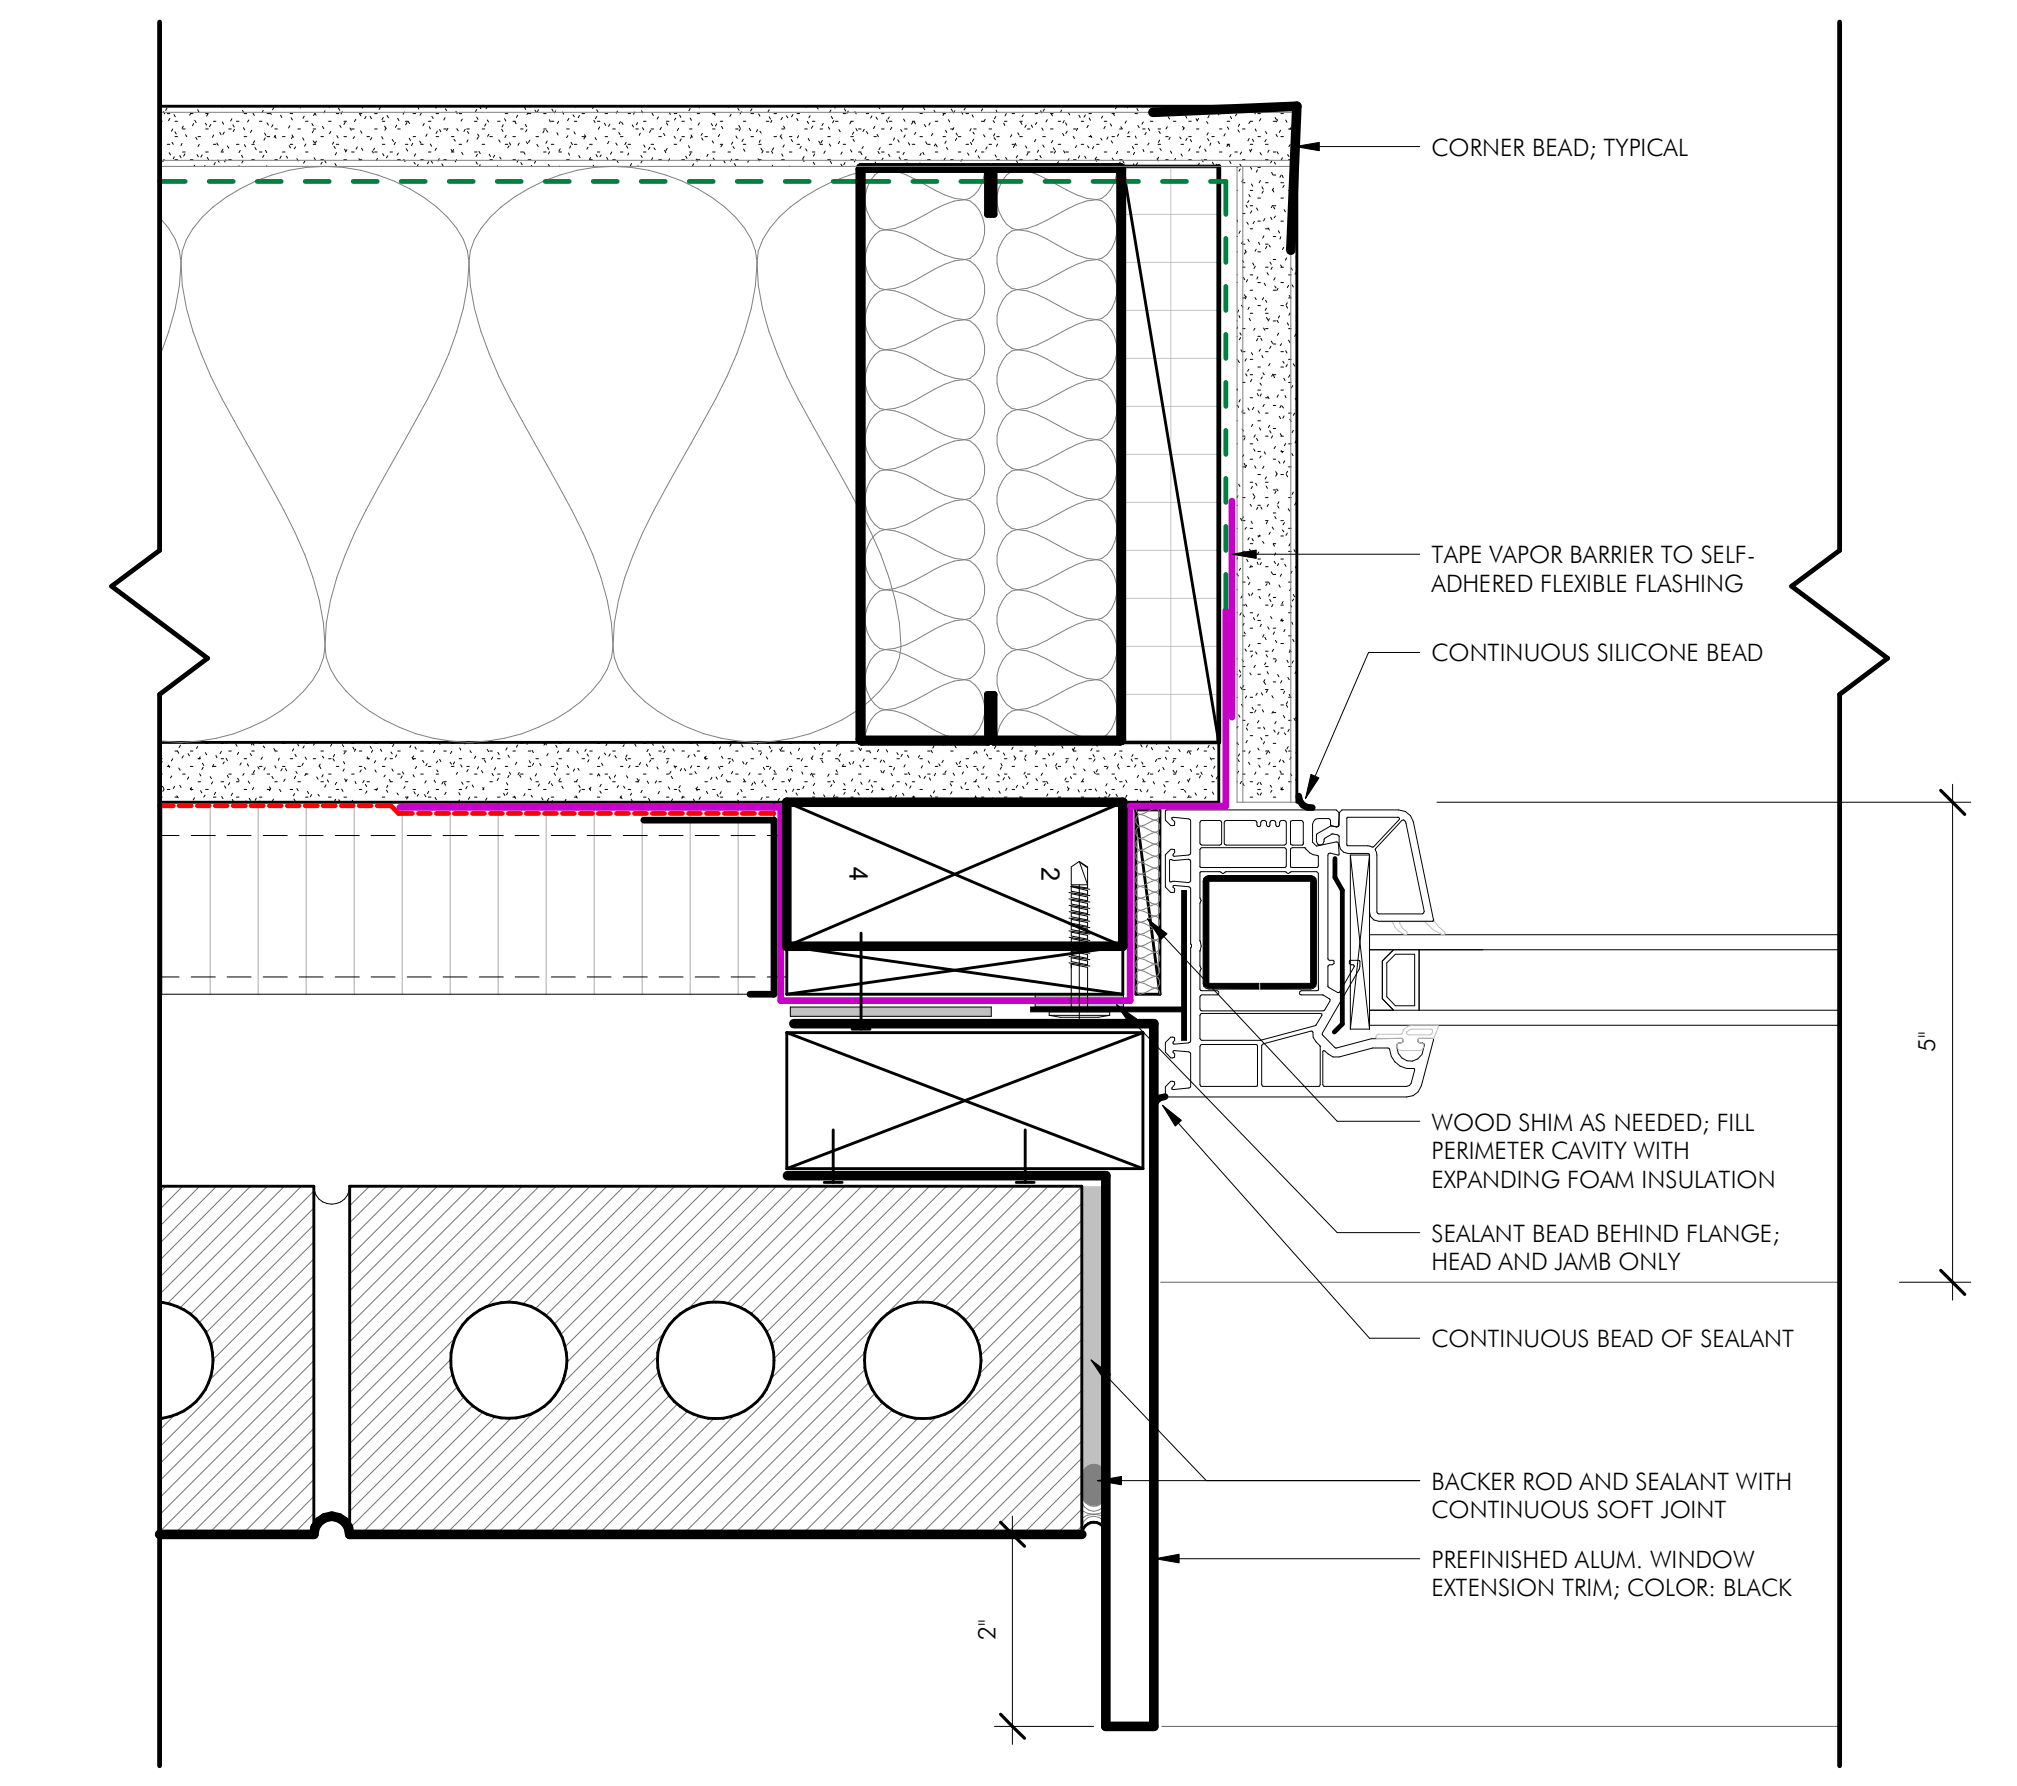 CORNER BEAD; TYPICAL
TAPE VAPOR BARRIER TO SELF-
ADHERED FLEXIBLE FLASHING
CONTINUOUS SILICONE BEAD
4
2
5"
WOOD SHIM AS NEEDED; FILL
PERIMETER CAVITY WITH
EXPANDING FOAM INSULATION
SEALANT BEAD BEHIND FLANGE;
HEAD AND JAMB ONLY
CONTINUOUS BEAD OF SEALANT
BACKER ROD AND SEALANT WITH
CONTINUOUS SOFT JOINT
PREFINISHED ALUM. WINDOW
EXTENSION TRIM; COLOR: BLACK
2"